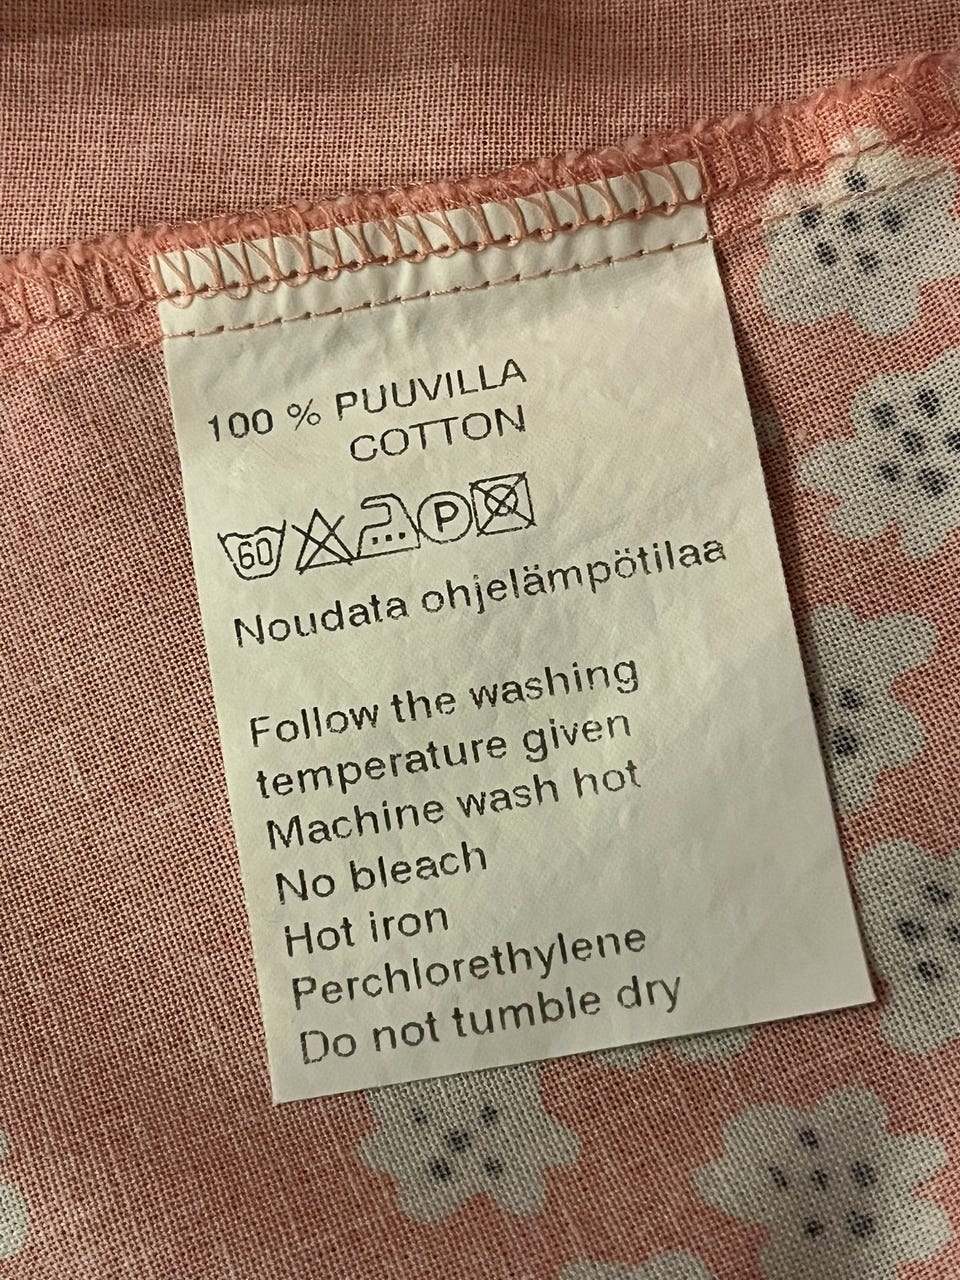 100 % PUUVILLA
COTTON
60 P
Noudata ohjelämpötilaa
Follow the washing
temperature given
Machine wash hot
No bleach
Hot iron
Perchlorethylene
Do not tumble dry